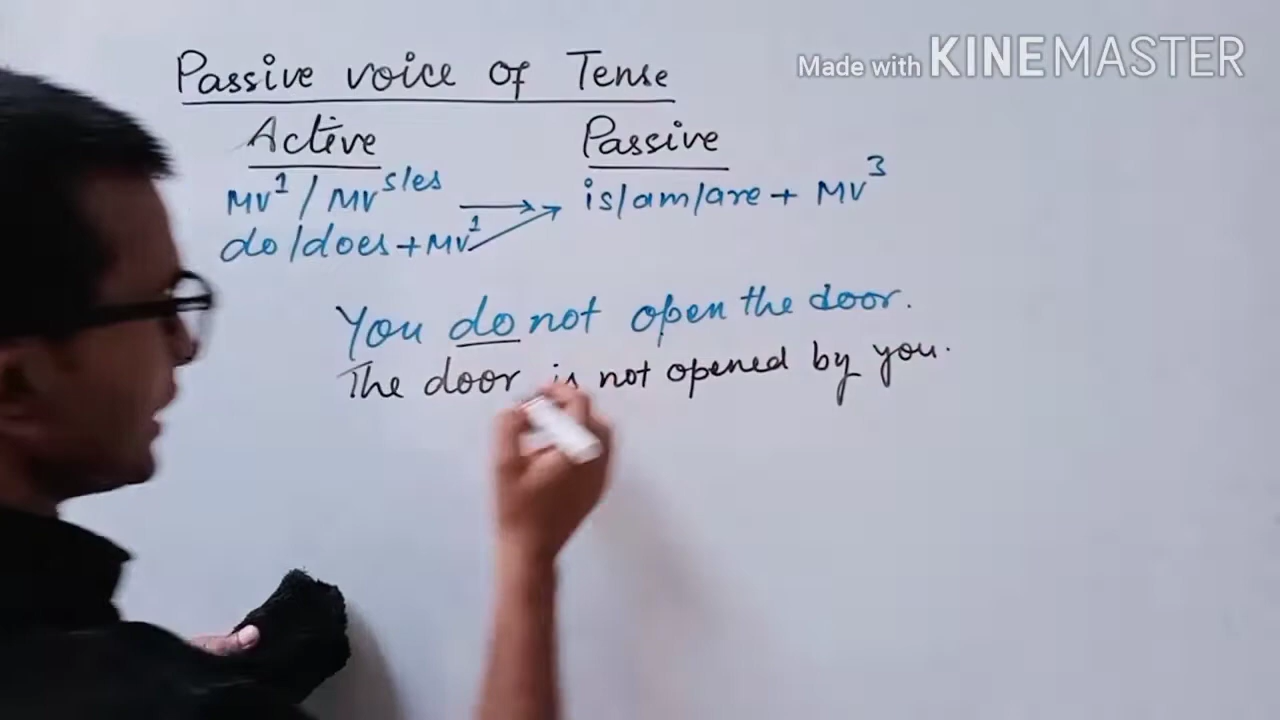 Passive voice of Tense
Made with KINEMASTER
Active Passive
MV¹ / MV s/es is/am/are + MV³
do/does + MV¹
You do not open the door.
The door is not opened by you.